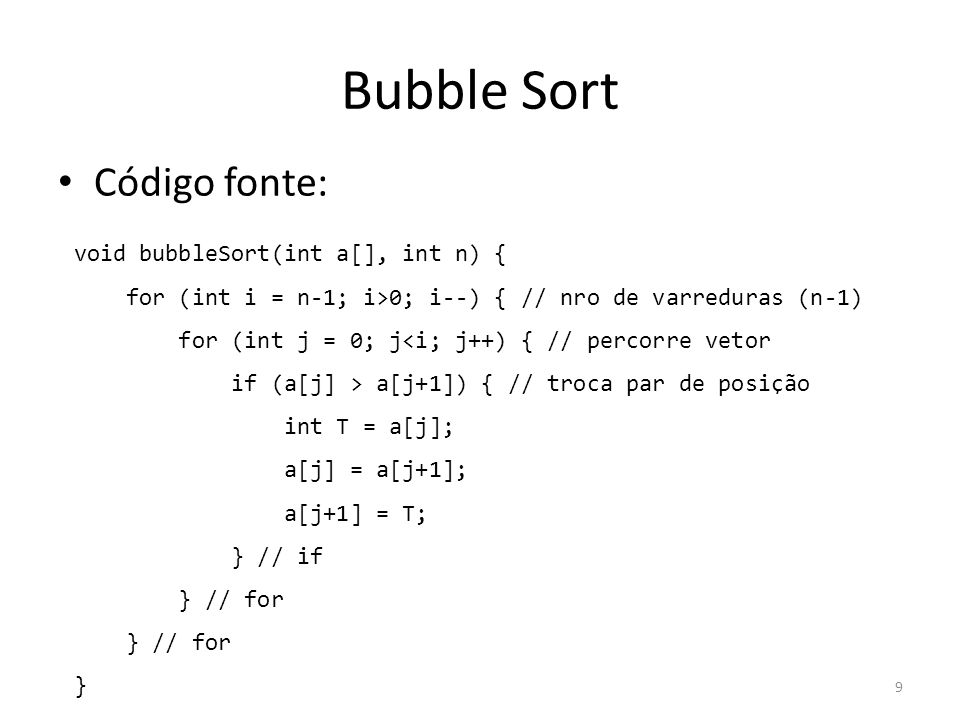 Bubble Sort
• Código fonte:
void bubbleSort(int a[], int n) {
    for (int i = n-1; i>0; i--) { // nro de varreduras (n-1)
        for (int j = 0; j<i; j++) { // percorre vetor
            if (a[j] > a[j+1]) { // troca par de posição
                int T = a[j];
                a[j] = a[j+1];
                a[j+1] = T;
            } // if
        } // for
    } // for
}
9